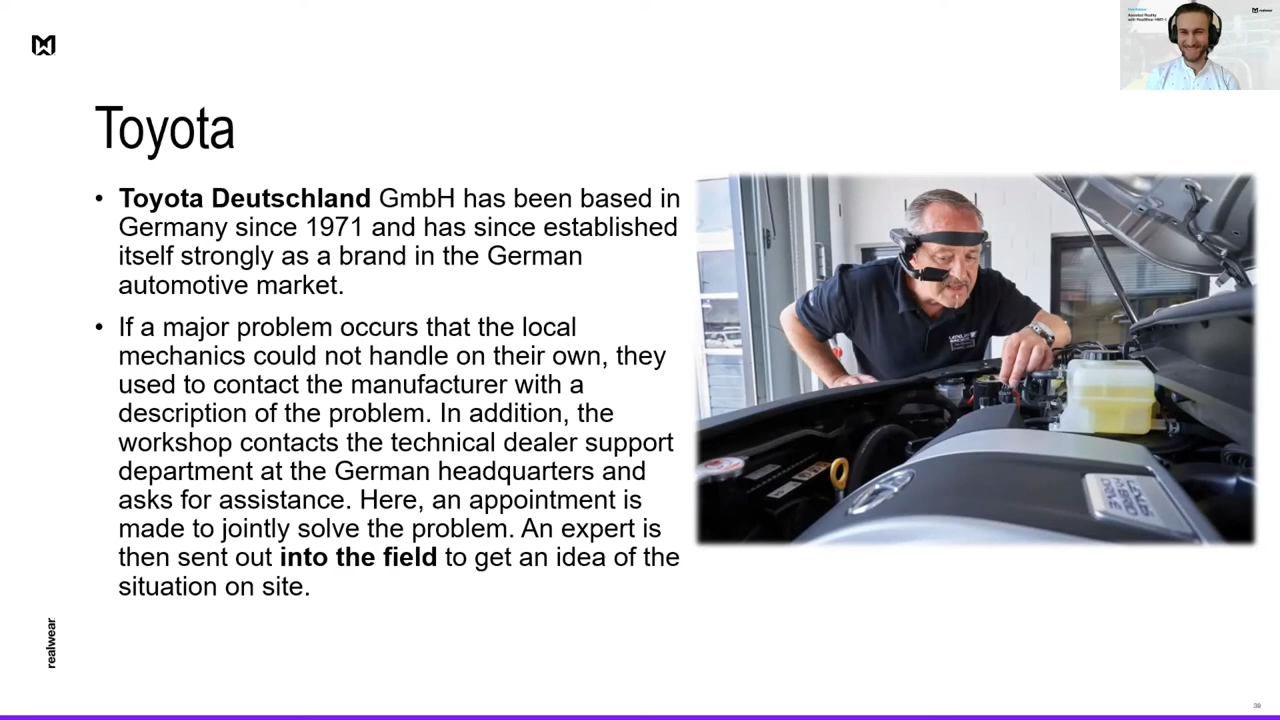 Toyota
• Toyota Deutschland GmbH has been based in
Germany since 1971 and has since established
itself strongly as a brand in the German
automotive market.
• If a major problem occurs that the local
mechanics could not handle on their own, they
used to contact the manufacturer with a
description of the problem. In addition, the
workshop contacts the technical dealer support
department at the German headquarters and
asks for assistance. Here, an appointment is
made to jointly solve the problem. An expert is
then sent out into the field to get an idea of the
situation on site.
realwear
39
realwear